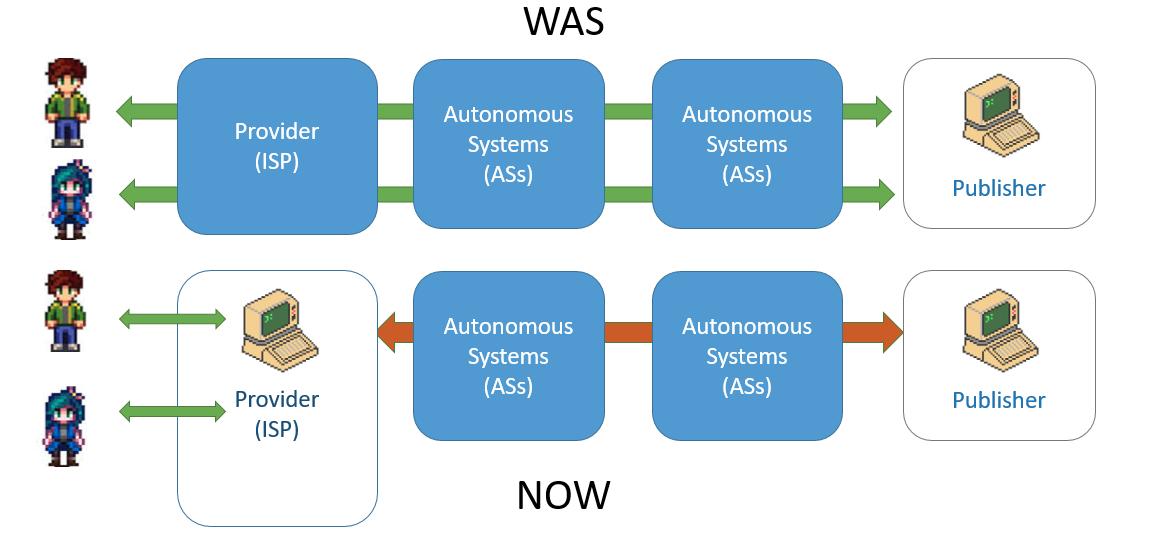 WAS
Provider
(ISP)
Autonomous
Systems
(ASs)
Autonomous
Systems
(ASs)
Publisher
Provider
(ISP)
Autonomous
Systems
(ASs)
Autonomous
Systems
(ASs)
Publisher
NOW